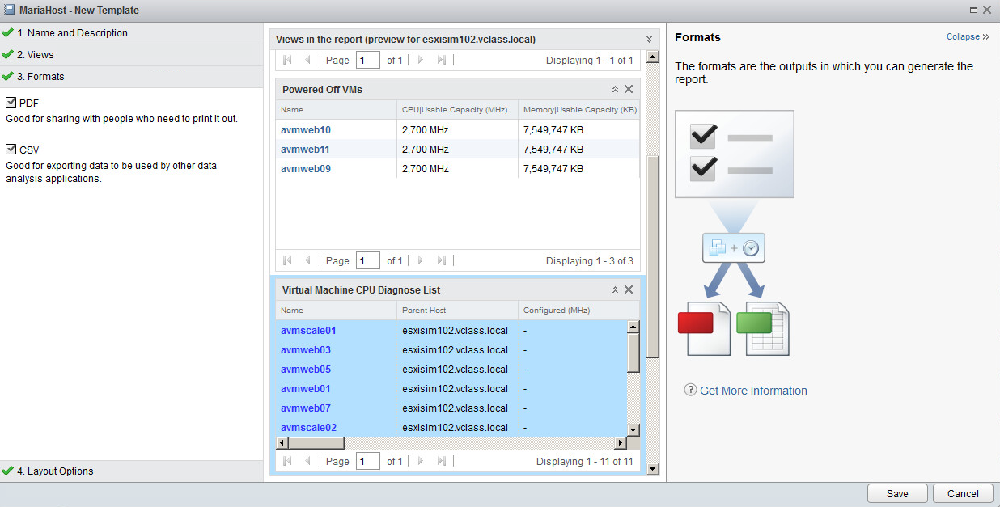 MariaHost - New Template
1. Name and Description
2. Views
3. Formats
PDF
Good for sharing with people who need to print it out.
CSV
Good for exporting data to be used by other data
analysis applications.
4. Layout Options
Views in the report (preview for esxisim102.vclass.local)
Page 1 of 1 Displaying 1 - 1 of 1
Powered Off VMs
Name CPU|Usable Capacity (MHz) Memory|Usable Capacity (KB)
avmweb10 2,700 MHz 7,549,747 KB
avmweb11 2,700 MHz 7,549,747 KB
avmweb09 2,700 MHz 7,549,747 KB
Page 1 of 1 Displaying 1 - 3 of 3
Virtual Machine CPU Diagnose List
Name Parent Host Configured (MHz)
avmscale01 esxisim102.vclass.local -
avmweb03 esxisim102.vclass.local -
avmweb05 esxisim102.vclass.local -
avmweb01 esxisim102.vclass.local -
avmweb07 esxisim102.vclass.local -
avmscale02 esxisim102.vclass.local -
Page 1 of 1 Displaying 1 - 11 of 11
Formats Collapse »
The formats are the outputs in which you can generate the
report.
? Get More Information
Save Cancel